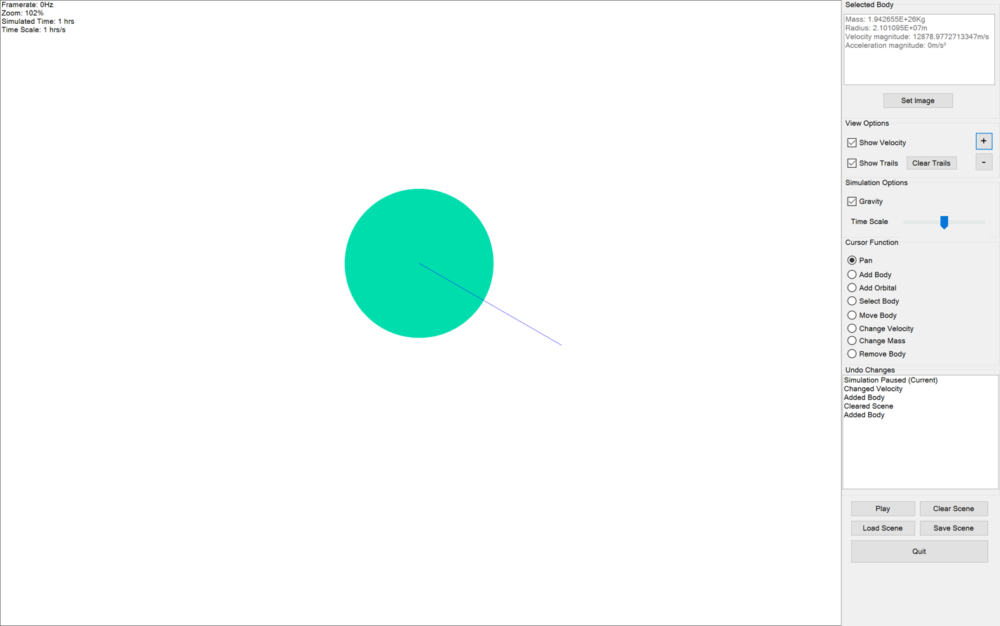 Framerate: 0Hz
Zoom: 102%
Simulated Time: 1 hrs
Time Scale: 1 hrs/s
Selected Body
Mass: 1.942655E+26Kg
Radius: 2.101095E+07m
Velocity magnitude: 12878.9772713347m/s
Acceleration magnitude: 0m/s²
Set Image
View Options
Show Velocity
+
Show Trails
Clear Trails
-
Simulation Options
Gravity
Time Scale
Cursor Function
Pan
Add Body
Add Orbital
Select Body
Move Body
Change Velocity
Change Mass
Remove Body
Undo Changes
Simulation Paused (Current)
Changed Velocity
Added Body
Cleared Scene
Added Body
Play
Clear Scene
Load Scene
Save Scene
Quit